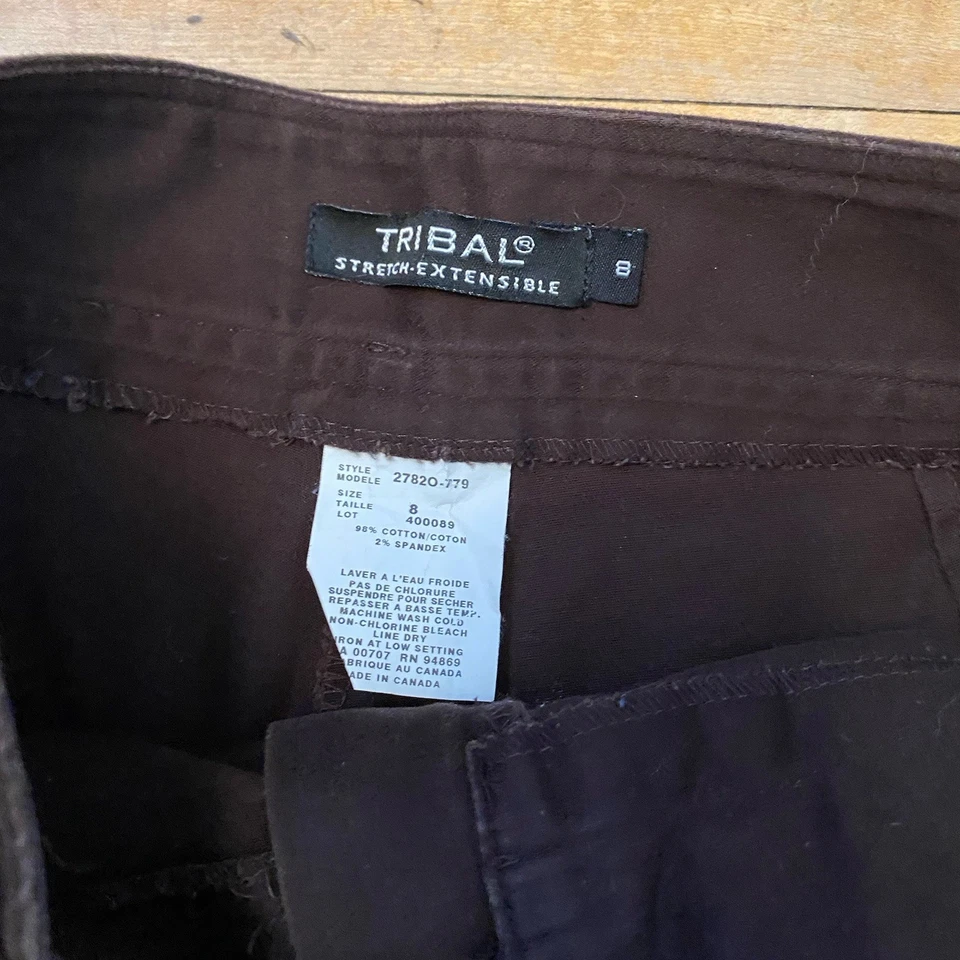 TRIBAL®
STRETCH-EXTENSIBLE
8
STYLE
MODELE 2782O-779
SIZE
TAILLE 8
LOT 400089
98% COTTON/COTON
2% SPANDEX
LAVER A L'EAU FROIDE
PAS DE CHLORURE
SUSPENDRE POUR SECHER
REPASSER A BASSE TEMP.
MACHINE WASH COLD
NON-CHLORINE BLEACH
LINE DRY
IRON AT LOW SETTING
A 00707 RN 94869
ABRIQUE AU CANADA
ADE IN CANADA